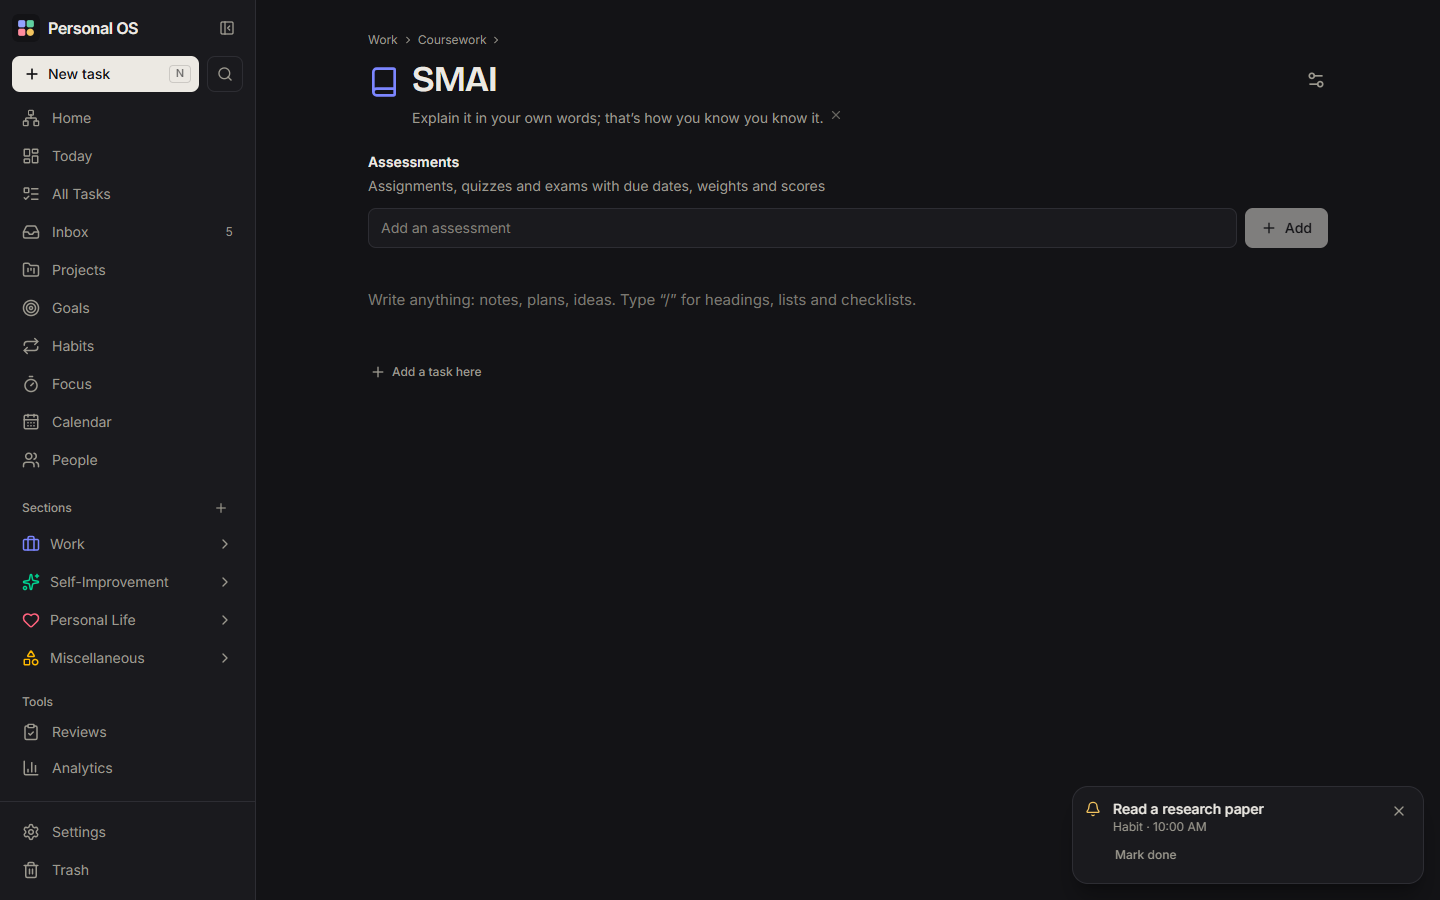 Personal OS
New task N
Home
Today
All Tasks
Inbox 5
Projects
Goals
Habits
Focus
Calendar
People
Sections
Work
Self-Improvement
Personal Life
Miscellaneous
Tools
Reviews
Analytics
Settings
Trash
Work › Coursework ›
SMAI
Explain it in your own words; that’s how you know you know it.
Assessments
Assignments, quizzes and exams with due dates, weights and scores
Add an assessment
Add
Write anything: notes, plans, ideas. Type “/” for headings, lists and checklists.
Add a task here
Read a research paper
Habit · 10:00 AM
Mark done